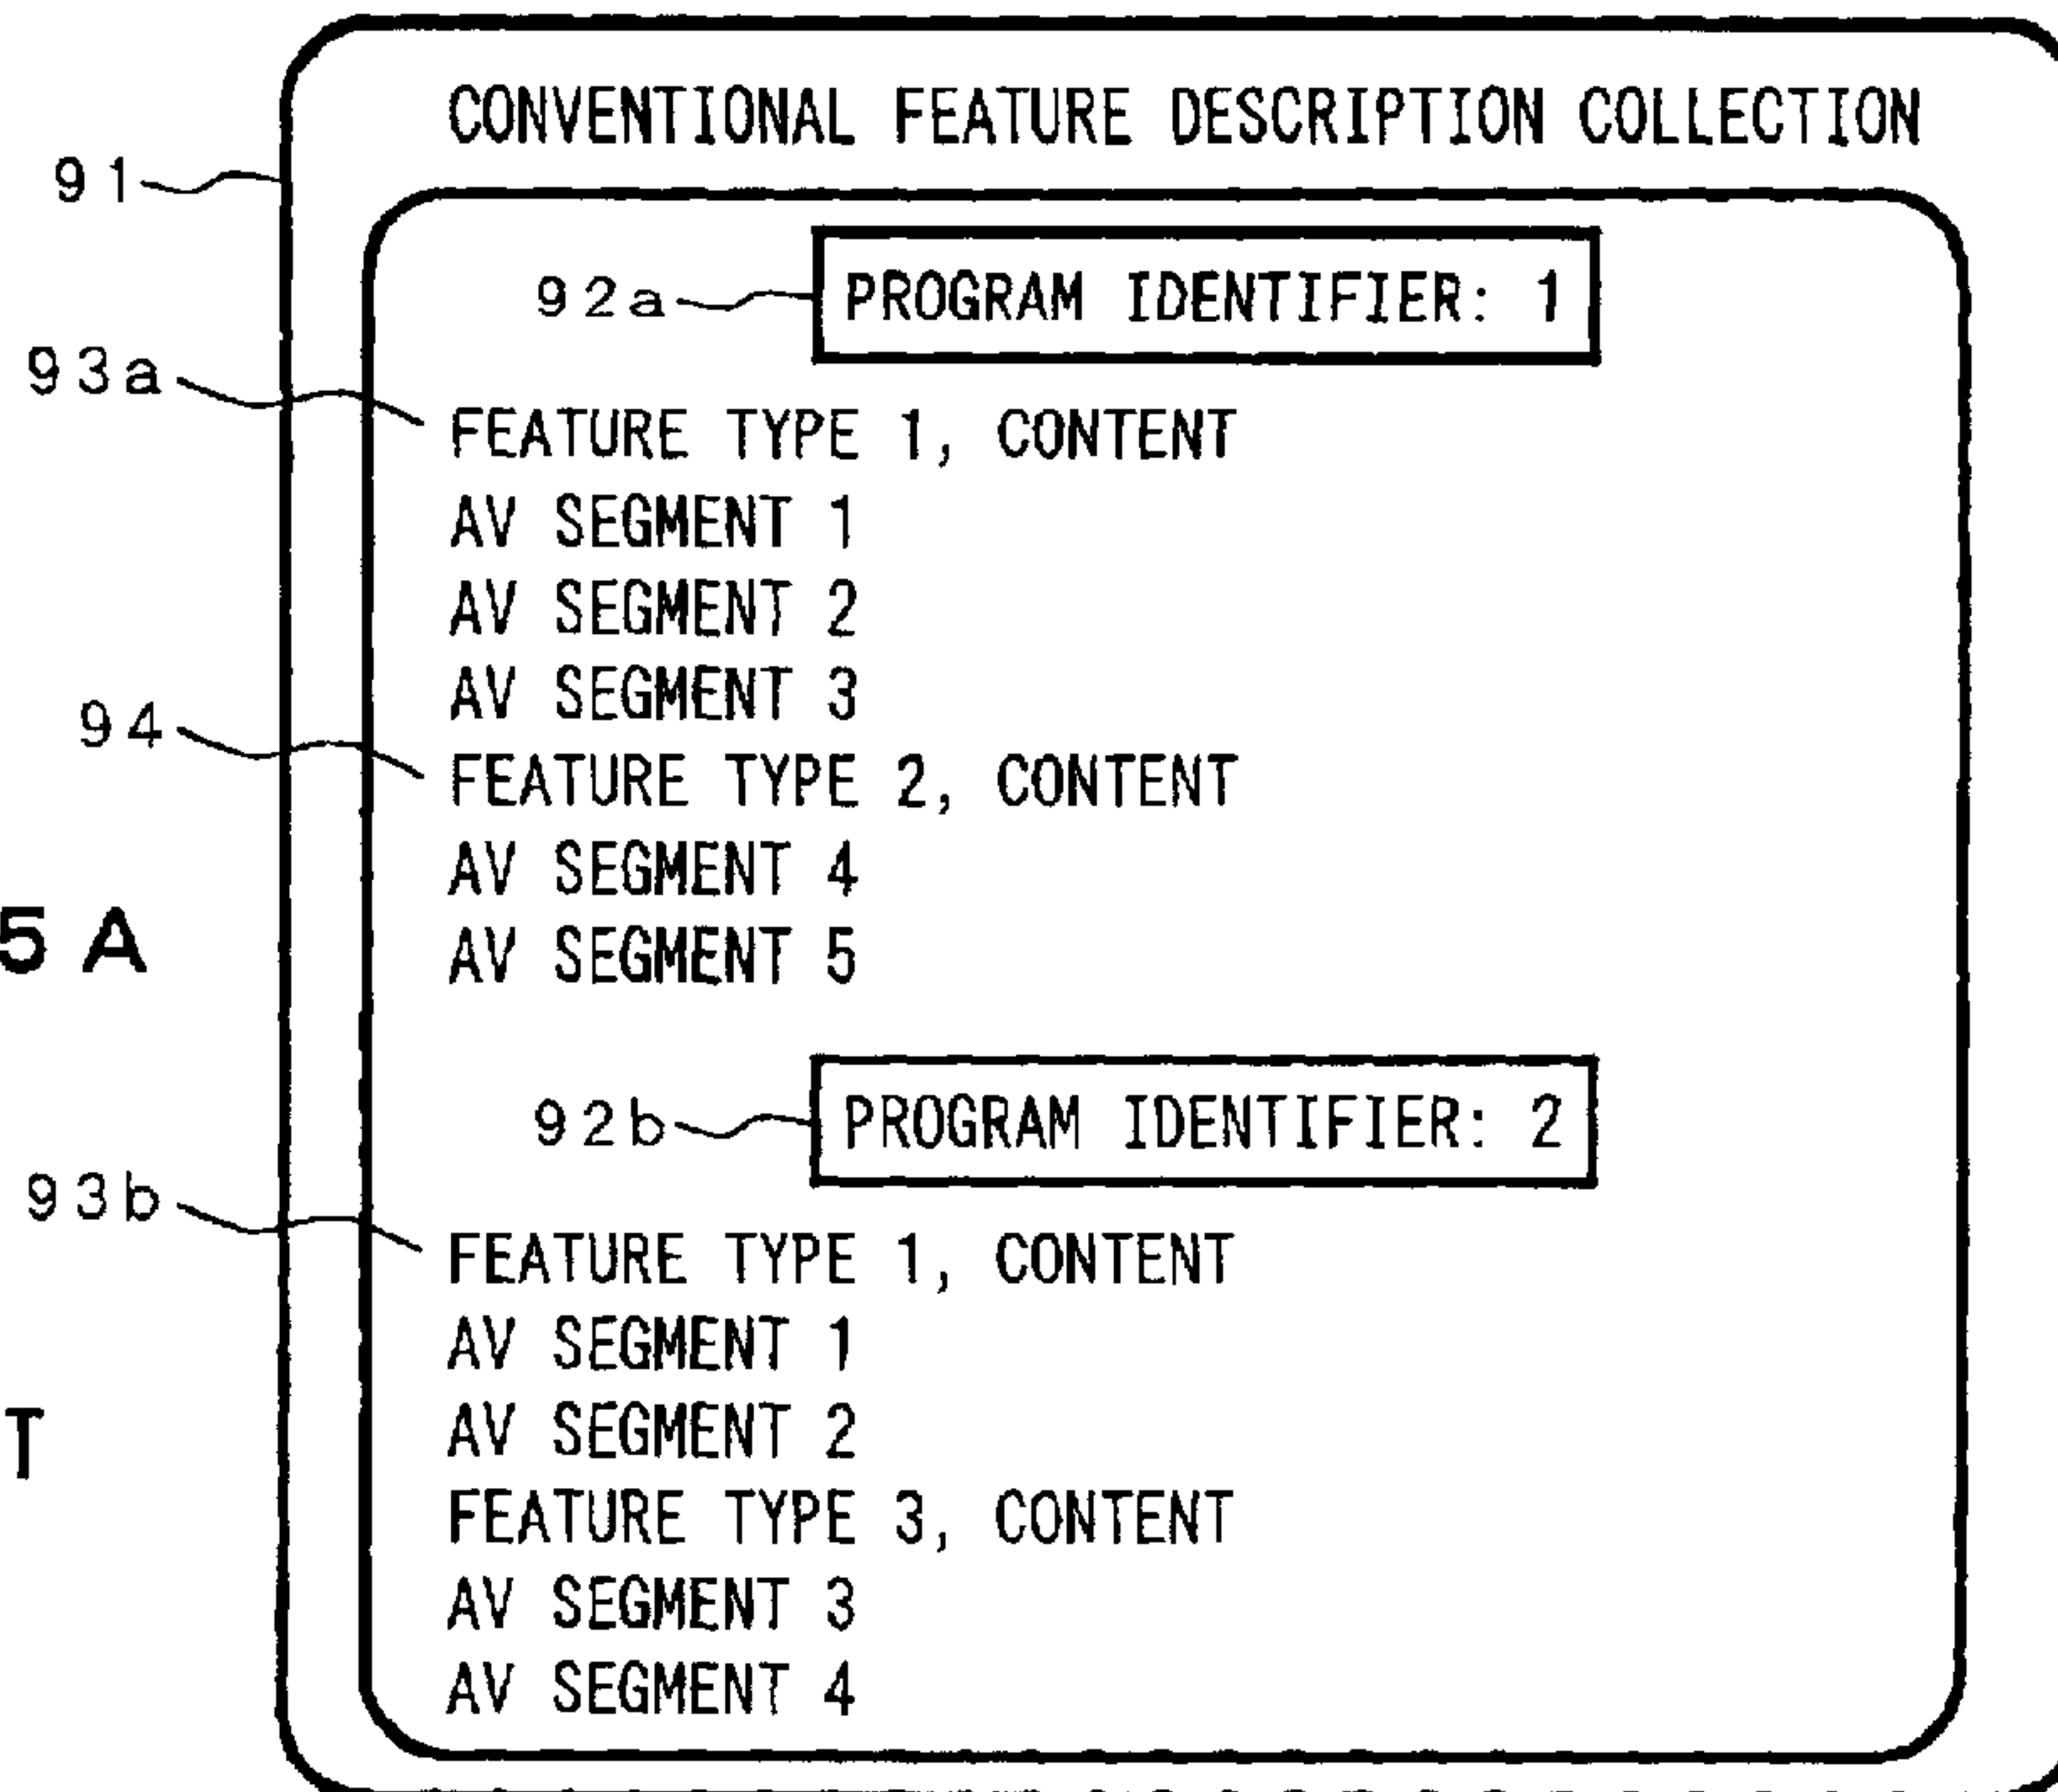 CONVENTIONAL FEATURE DESCRIPTION COLLECTION
91
92a PROGRAM IDENTIFIER: 1
93a
FEATURE TYPE 1, CONTENT
AV SEGMENT 1
AV SEGMENT 2
AV SEGMENT 3
94
FEATURE TYPE 2, CONTENT
AV SEGMENT 4
5A
AV SEGMENT 5
92b PROGRAM IDENTIFIER: 2
93b
FEATURE TYPE 1, CONTENT
AV SEGMENT 1
AV SEGMENT 2
T
FEATURE TYPE 3, CONTENT
AV SEGMENT 3
AV SEGMENT 4